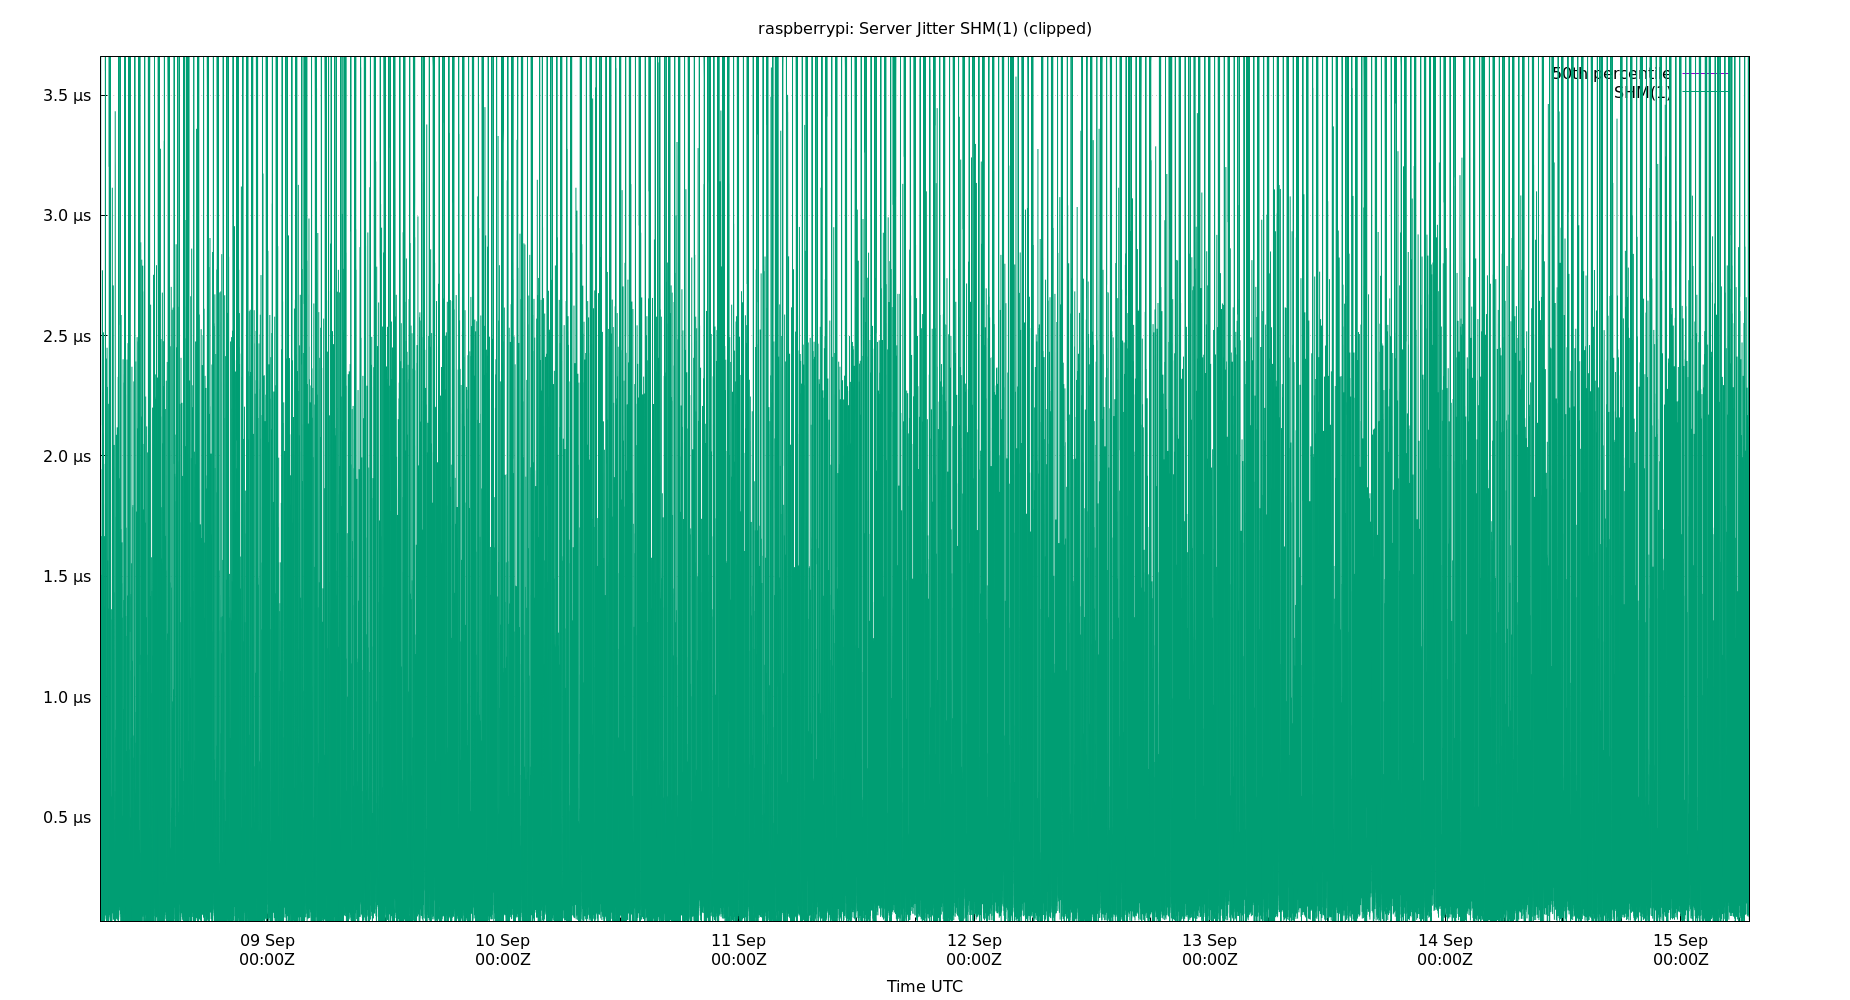 raspberrypi: Server Jitter SHM(1) (clipped)
50th percentile
SHM(1)
3.5 µs
3.0 µs
2.5 µs
2.0 µs
1.5 µs
1.0 µs
0.5 µs
09 Sep 10 Sep 11 Sep 12 Sep 13 Sep 14 Sep 15 Sep
00:00Z 00:00Z 00:00Z 00:00Z 00:00Z 00:00Z 00:00Z
Time UTC